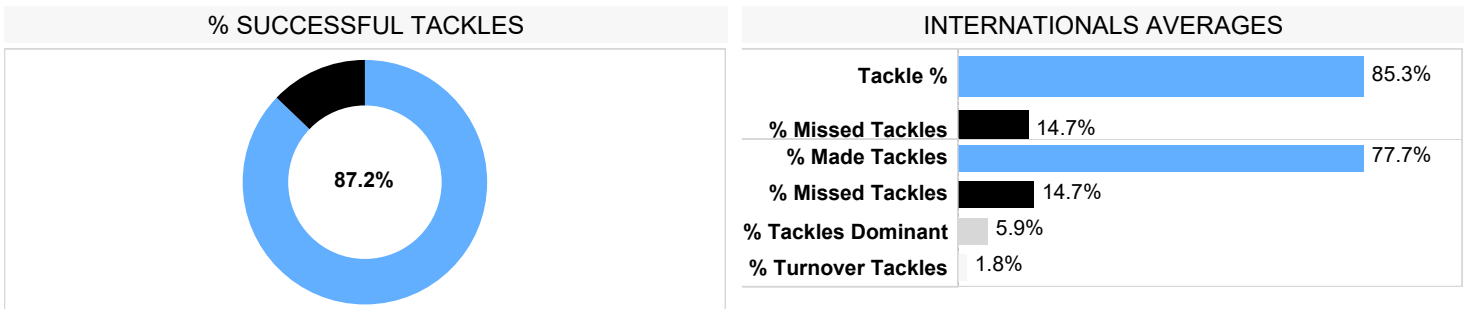 % SUCCESSFUL TACKLES
87.2%
INTERNATIONALS AVERAGES
Tackle % 85.3%
% Missed Tackles 14.7%
% Made Tackles 77.7%
% Missed Tackles 14.7%
% Tackles Dominant 5.9%
% Turnover Tackles 1.8%